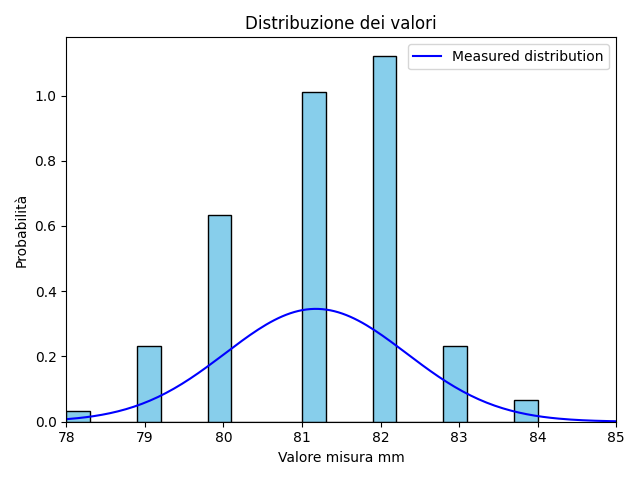 Distribuzione dei valori
Measured distribution
Probabilità
1.0
0.8
0.6
0.4
0.2
0.0
78 79 80 81 82 83 84 85
Valore misura mm